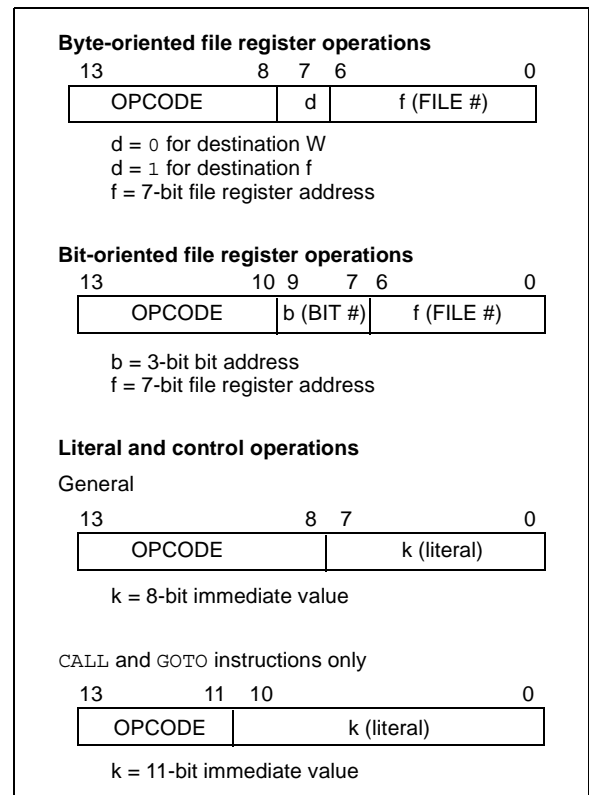 Byte-oriented file register operations
13 8 7 6 0
OPCODE d f (FILE #)
d = 0 for destination W
d = 1 for destination f
f = 7-bit file register address
Bit-oriented file register operations
13 10 9 7 6 0
OPCODE b (BIT #) f (FILE #)
b = 3-bit bit address
f = 7-bit file register address
Literal and control operations
General
13 8 7 0
OPCODE k (literal)
k = 8-bit immediate value
CALL and GOTO instructions only
13 11 10 0
OPCODE k (literal)
k = 11-bit immediate value